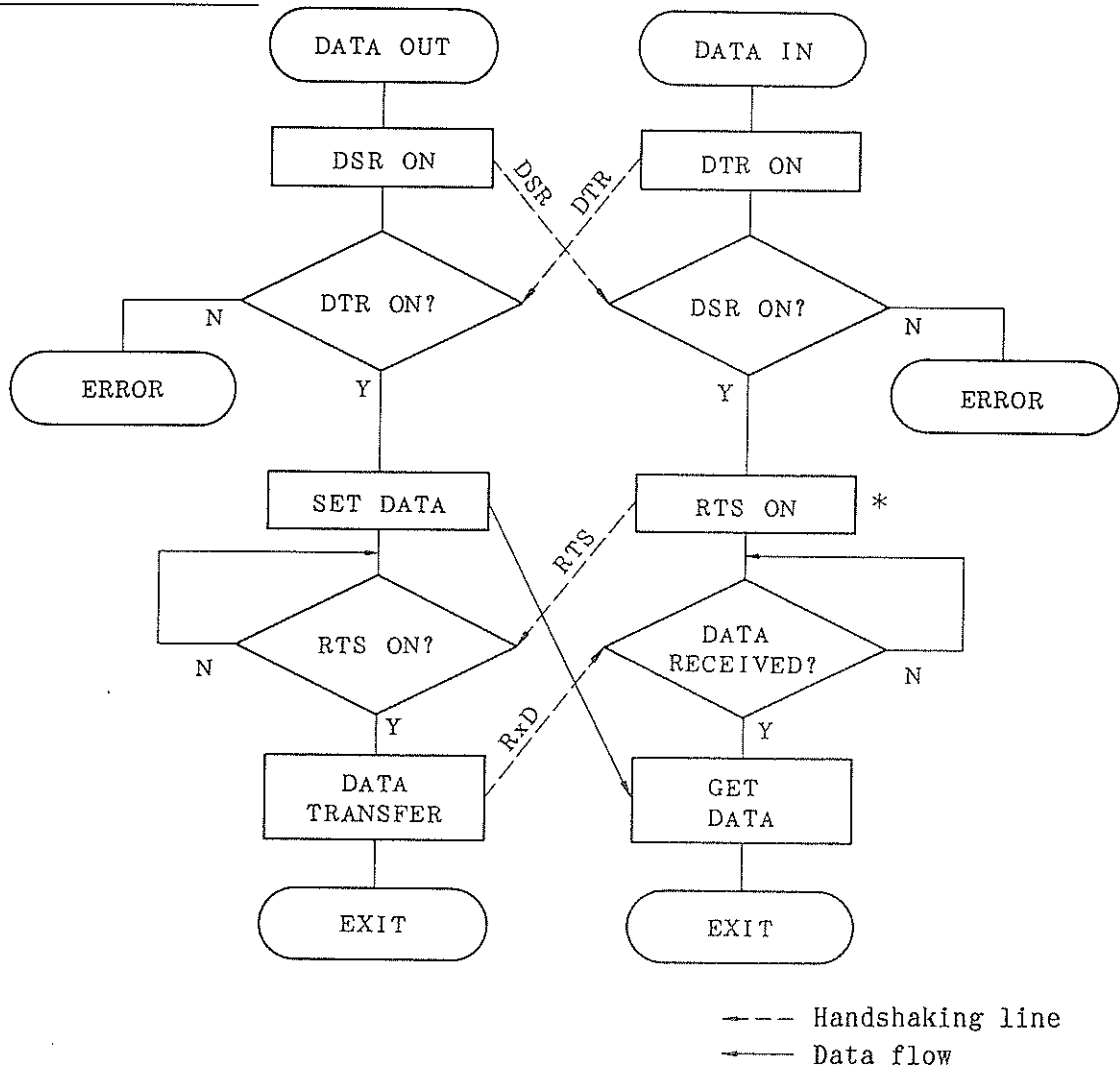 DATA OUT
DATA IN
DSR ON
DTR ON
DSR
DTR
DTR ON?
DSR ON?
N
N
ERROR
ERROR
Y
Y
SET DATA
RTS ON
*
RTS
RTS ON?
DATA
RECEIVED?
N
N
RxD
Y
Y
DATA
TRANSFER
GET
DATA
EXIT
EXIT
Handshaking line
Data flow